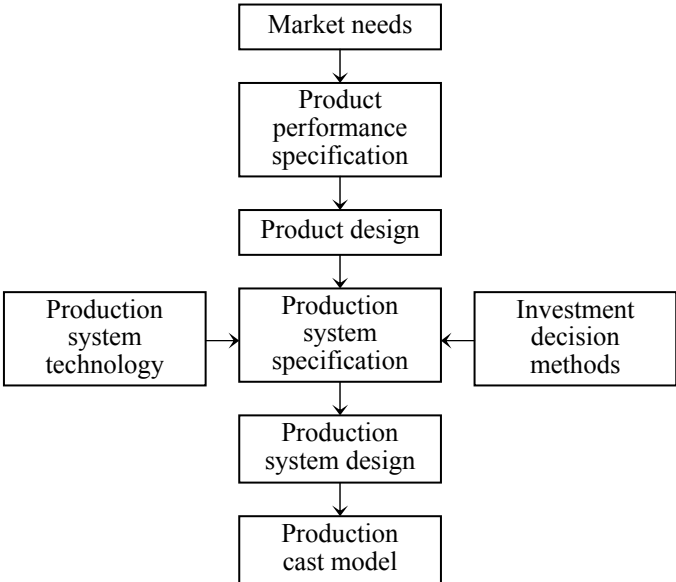 Market needs
Product
performance
specification
Product design
Production
system
technology
Production
system
specification
Investment
decision
methods
Production
system design
Production
cast model